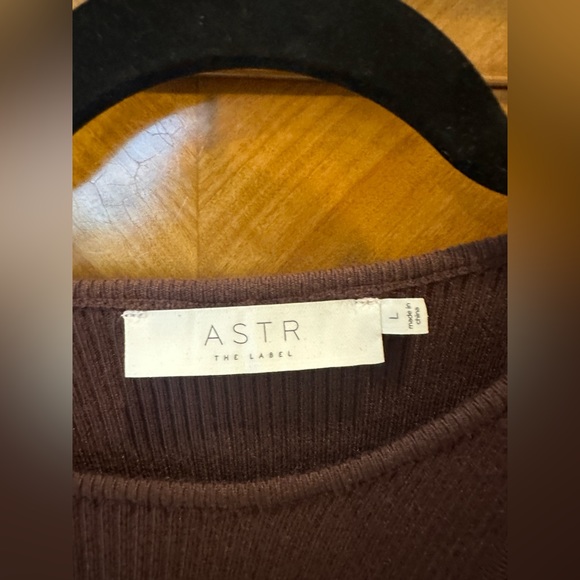 ASTR
THE LABEL
L
made in
china